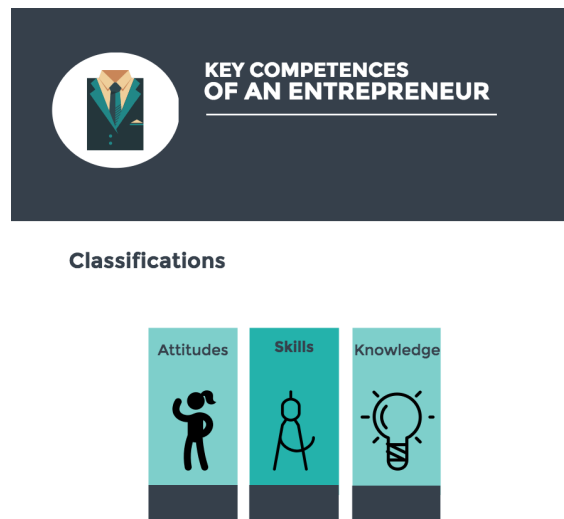 KEY COMPETENCES
OF AN ENTREPRENEUR
Classifications
Attitudes
Skills
Knowledge